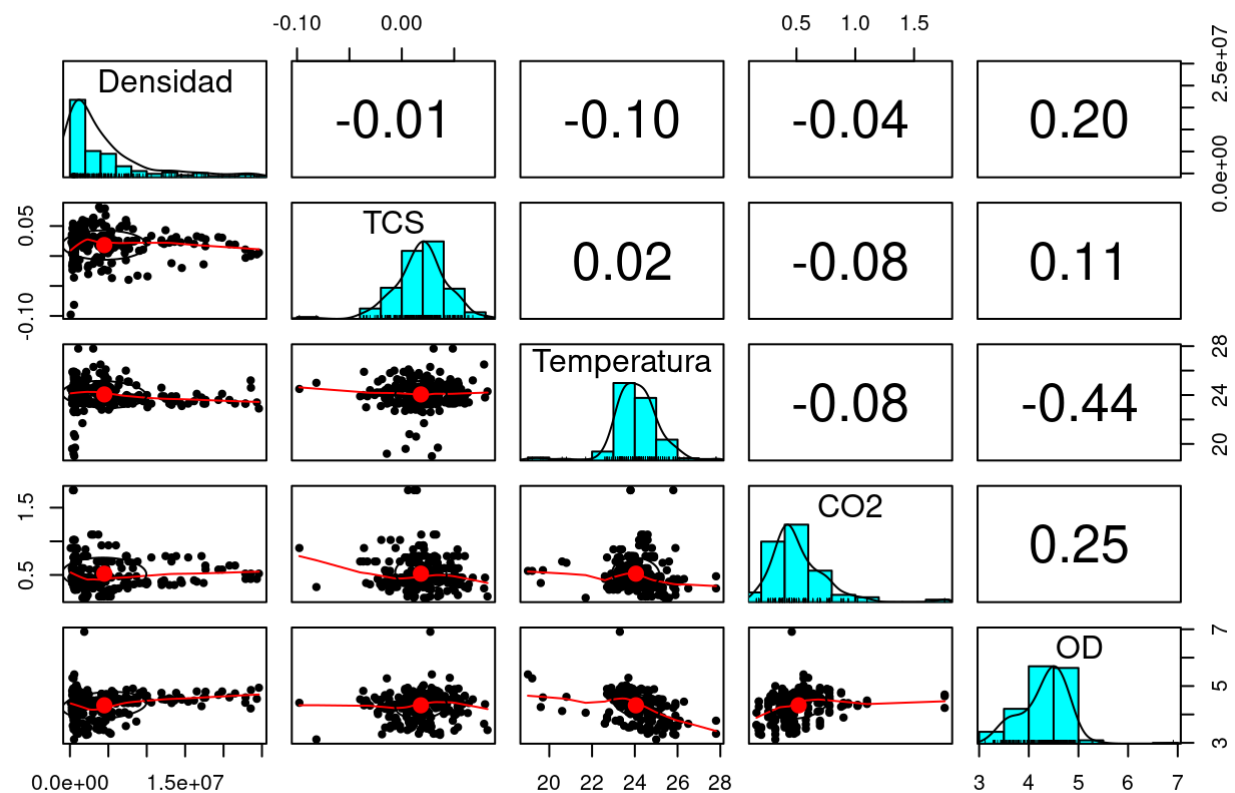 -0.10 0.00 0.5 1.0 1.5
Densidad -0.01 -0.10 -0.04 0.20 0.0e+00 2.5e+07
-0.10 0.05 TCS 0.02 -0.08 0.11
Temperatura -0.08 -0.44 20 24 28
0.5 1.5 CO2 0.25
OD 3 5 7
0.0e+00 1.5e+07 20 22 24 26 28 3 4 5 6 7